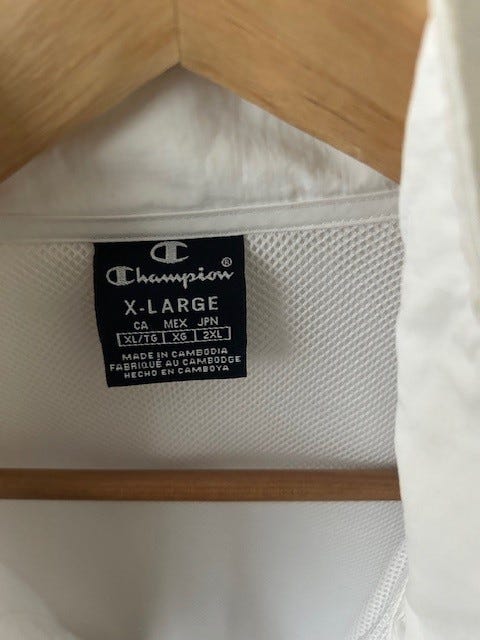 Champion®
X-LARGE
CA MEX JPN
XL/TG XG 2XL
MADE IN CAMBODIA
FABRIQUÉ AU CAMBODGE
HECHO EN CAMBOYA